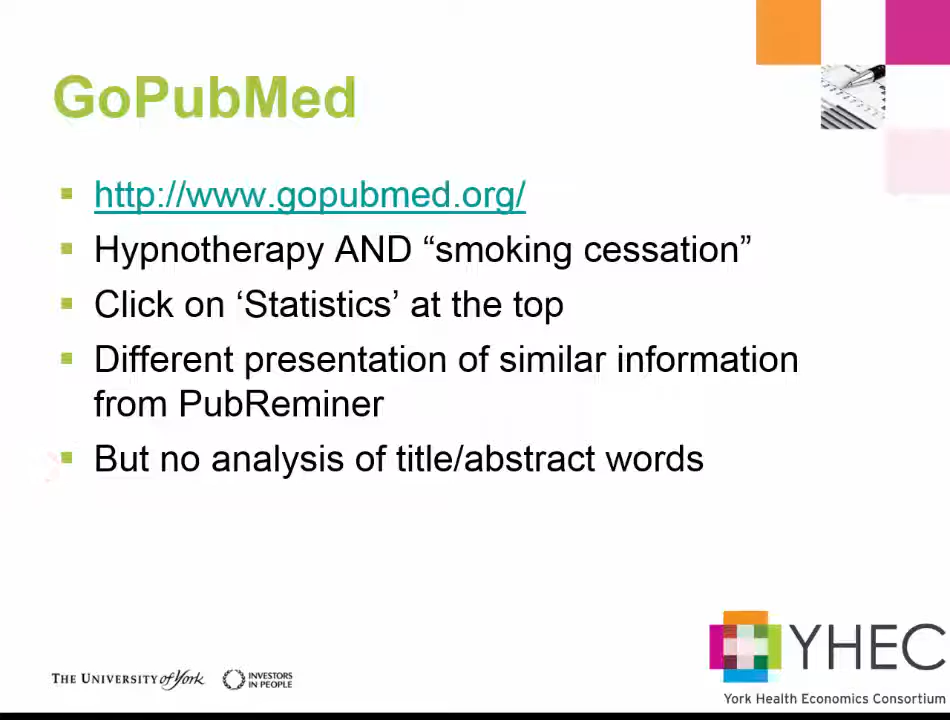 GoPubMed
http://www.gopubmed.org/
Hypnotherapy AND “smoking cessation”
Click on ‘Statistics’ at the top
Different presentation of similar information
from PubReminer
But no analysis of title/abstract words
THE UNIVERSITY of York
INVESTORS
IN PEOPLE
YHEC
York Health Economics Consortium